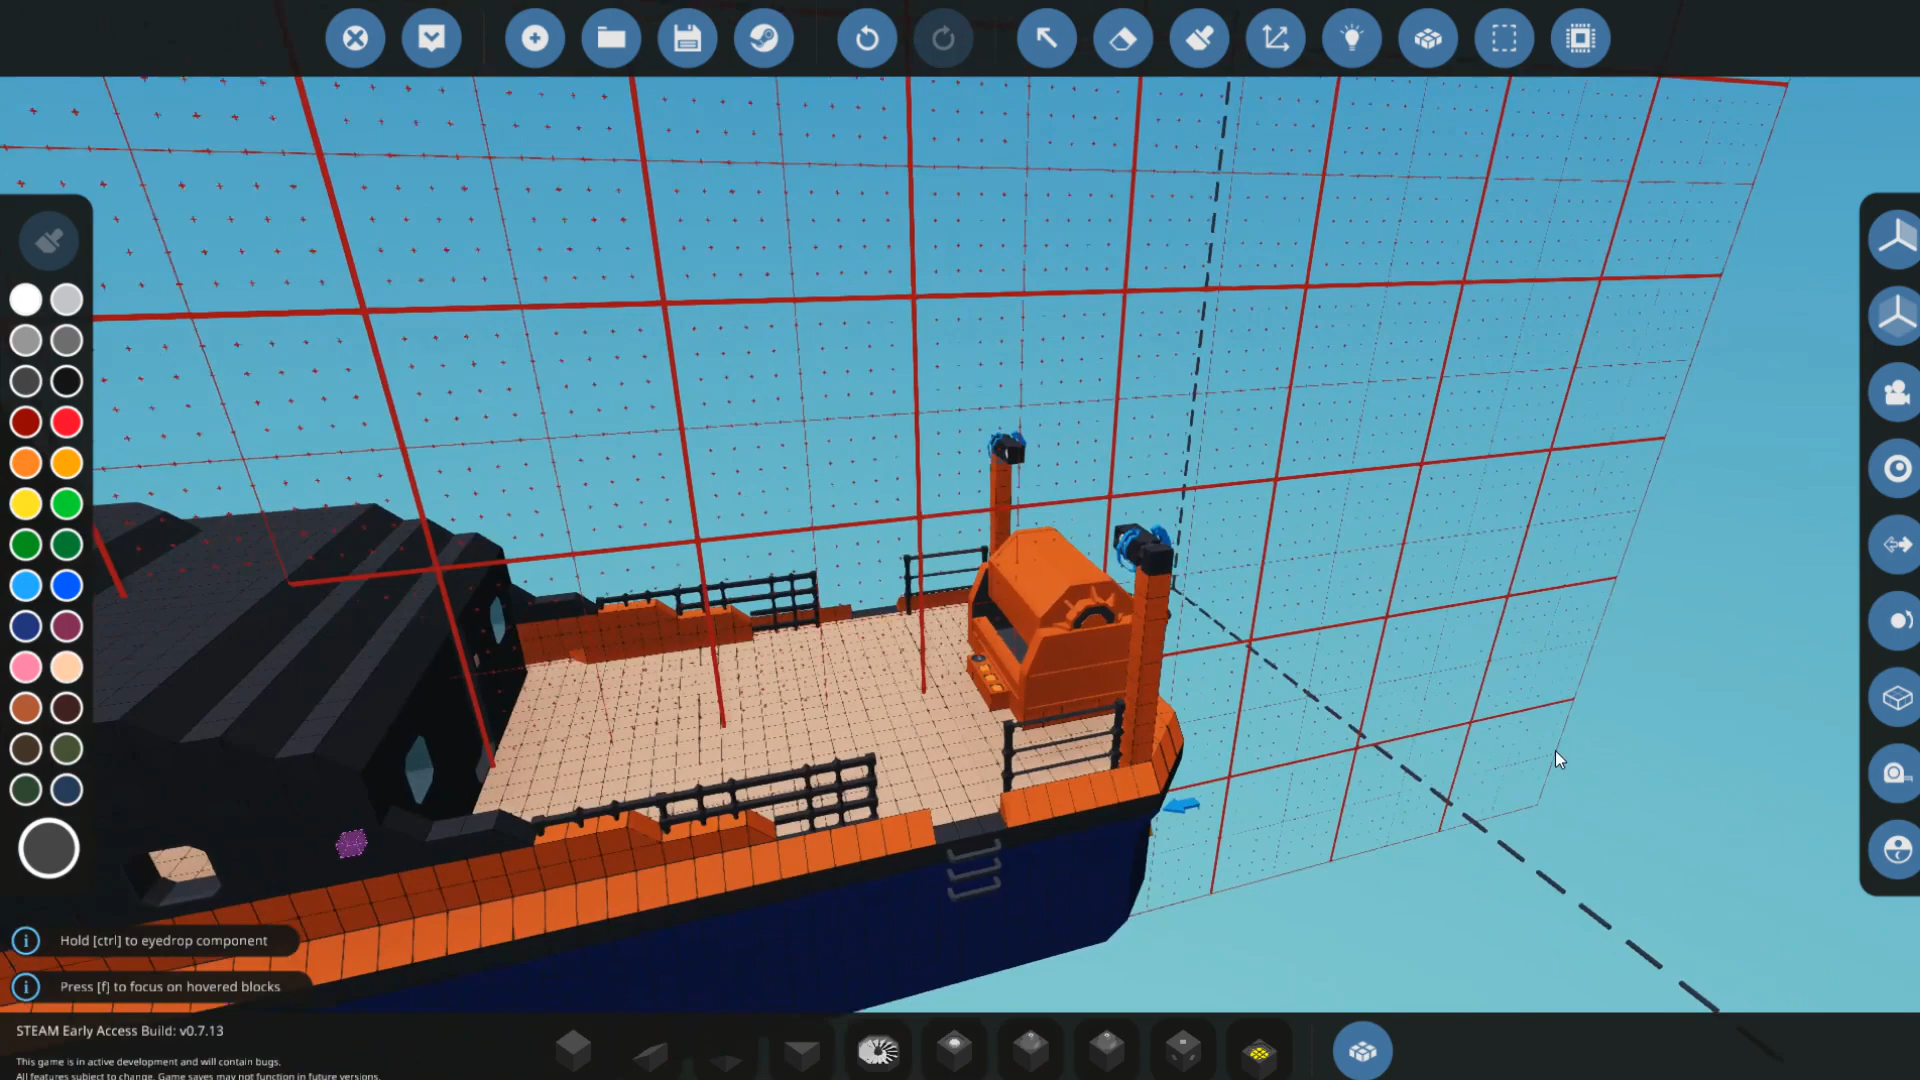 Hold [ctrl] to eyedrop component
Press [f] to focus on hovered blocks
STEAM Early Access Build: v0.7.13
This game is in active development and will contain bugs.
All features subject to change. Game saves may not function in future versions.